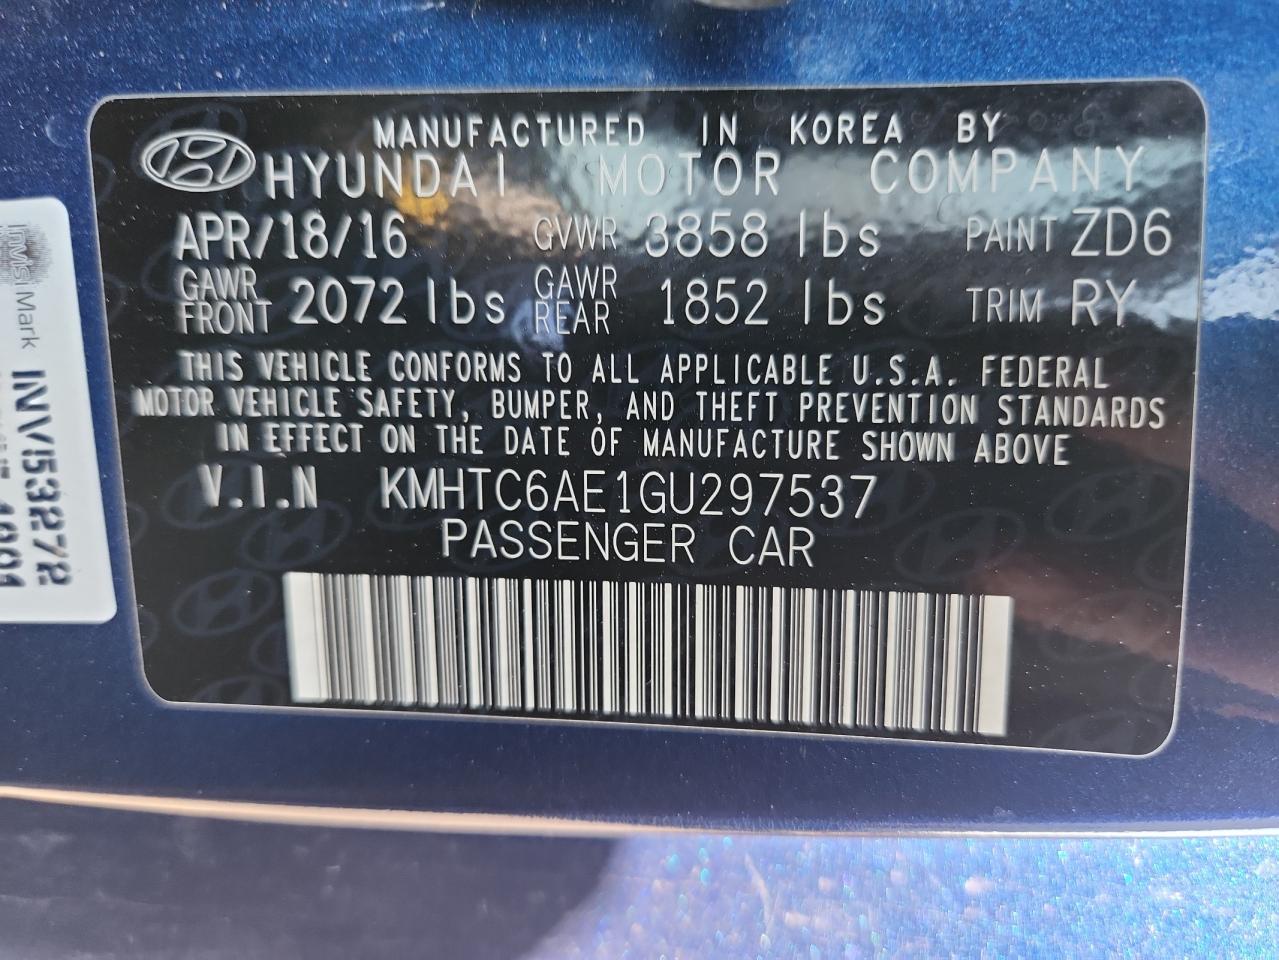 MANUFACTURED IN KOREA BY
HYUNDAI MOTOR COMPANY
APR/18/16 GVWR 3858 lbs PAINT ZD6
GAWR FRONT 2072 lbs GAWR REAR 1852 lbs TRIM RY
THIS VEHICLE CONFORMS TO ALL APPLICABLE U.S.A. FEDERAL
MOTOR VEHICLE SAFETY, BUMPER, AND THEFT PREVENTION STANDARDS
IN EFFECT ON THE DATE OF MANUFACTURE SHOWN ABOVE
V.I.N KMHTC6AE1GU297537
PASSENGER CAR
InvisiMark
INV53272